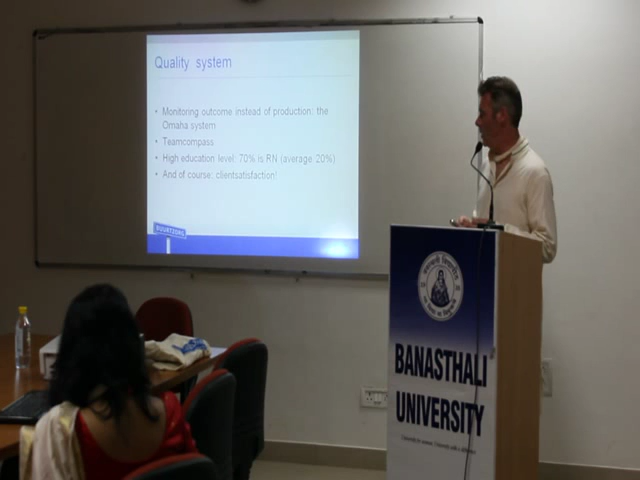 Quality system
• Monitoring outcome instead of production: the
Omaha system
• Teamcompass
• High education level: 70% is RN (average 20%)
• And of course: clientsatisfaction!
BUURTZORG
BANASTHALI
UNIVERSITY